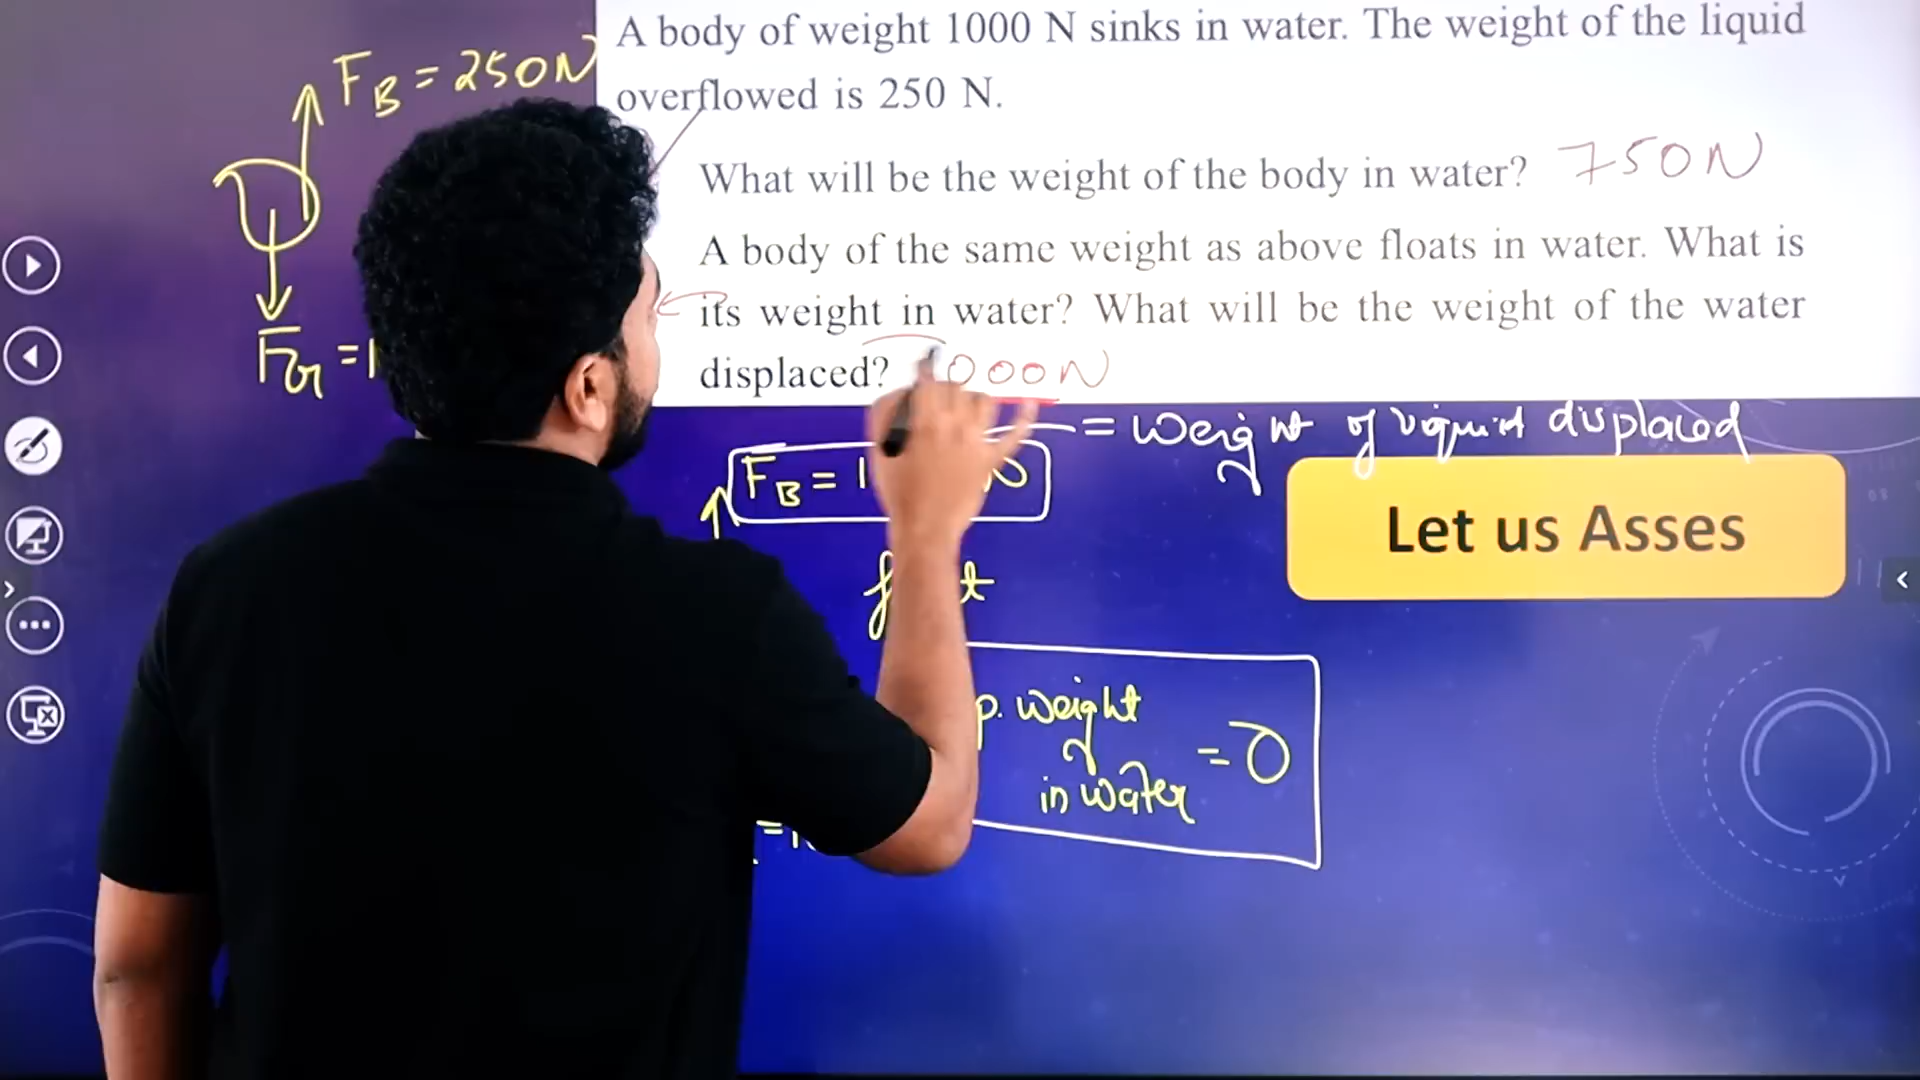 A body of weight 1000 N sinks in water. The weight of the liquid
overflowed is 250 N.
What will be the weight of the body in water? 750N
A body of the same weight as above floats in water. What is
its weight in water? What will be the weight of the water
displaced? 000N
FB = 250N
FG =
= weight of liquid displaced
FB = 1
N
Let us Asses
p. weight
in water
= 0